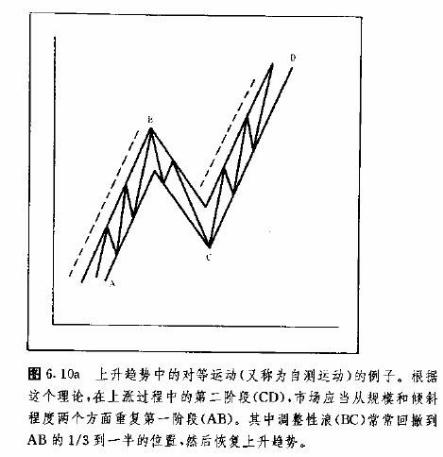 D
B
C
A
图 6.10a 上升趋势中的对等运动(又称为自测运动)的例子。根据
这个理论,在上涨过程中的第二阶段(CD),市场应当从规模和倾斜
程度两个方面重复第一阶段(AB)。其中调整性浪(BC)常常回撤到
AB 的 1/3 到一半的位置,然后恢复上升趋势。